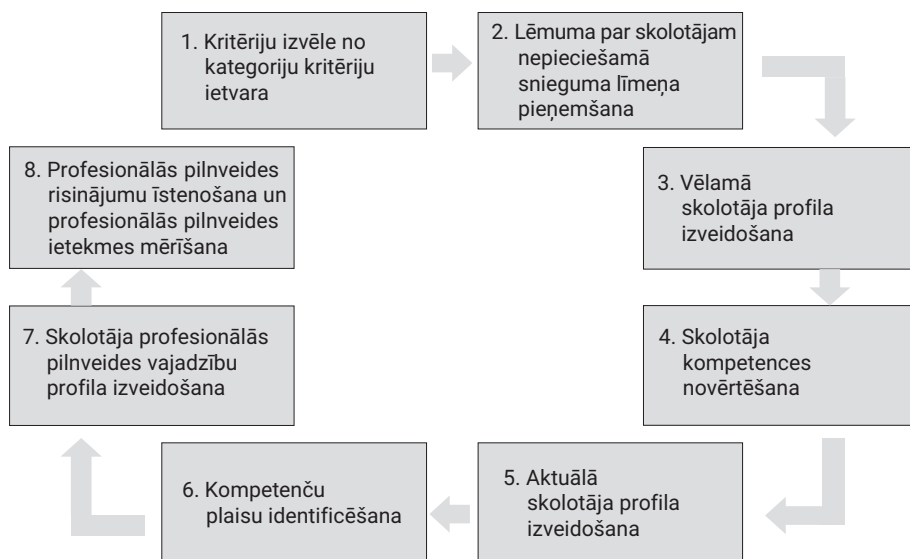 1. Kritēriju izvēle no
kategoriju kritēriju
ietvara
2. Lēmuma par skolotājam
nepieciešamā
snieguma līmeņa
pieņemšana
3. Vēlamā
skolotāja profila
izveidošana
4. Skolotāja
kompetences
novērtēšana
5. Aktuālā
skolotāja profila
izveidošana
6. Kompetenču
plaisu identificēšana
7. Skolotāja profesionālās
pilnveides vajadzību
profila izveidošana
8. Profesionālās pilnveides
risinājumu īstenošana un
profesionālās pilnveides
ietekmes mērīšana